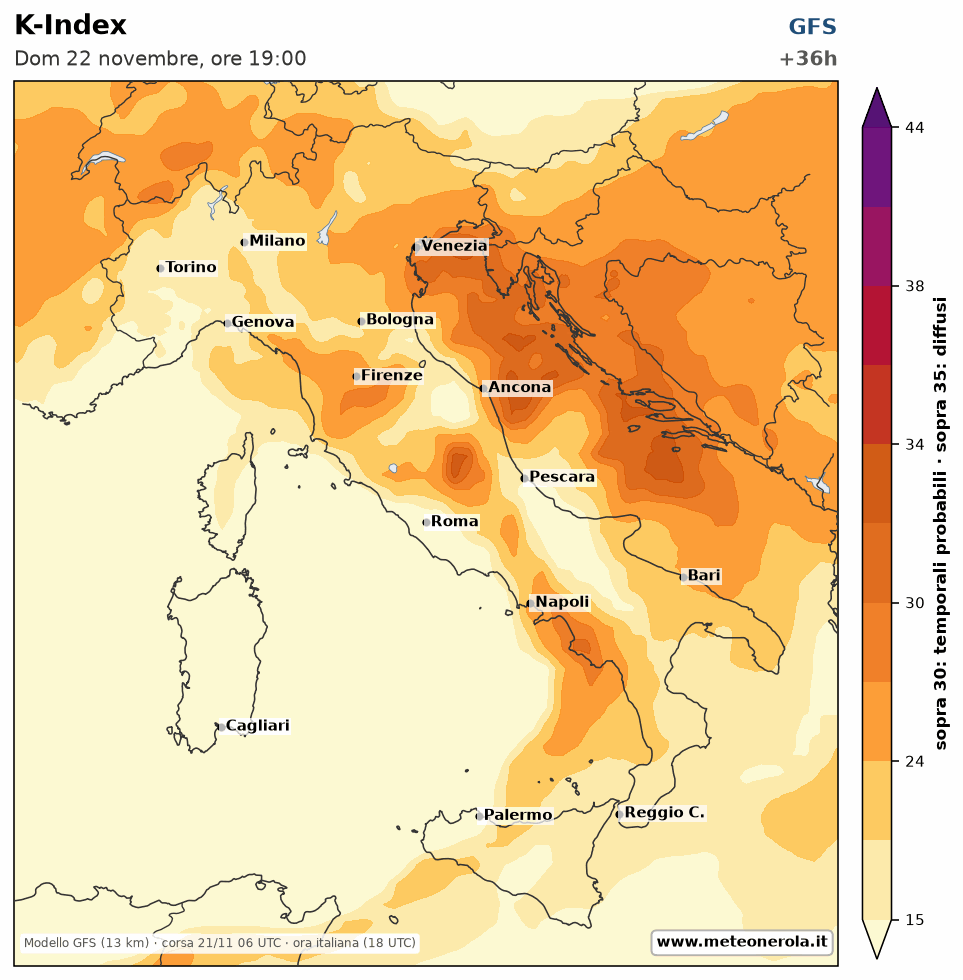 K-Index
GFS
Dom 22 novembre, ore 19:00
+36h
Milano
Venezia
Torino
Genova
Bologna
Firenze
Ancona
Pescara
Roma
Bari
Napoli
Cagliari
Palermo
Reggio C.
44
38
34
30
24
15
sopra 30: temporali probabili · sopra 35: diffusi
Modello GFS (13 km) · corsa 21/11 06 UTC · ora italiana (18 UTC)
www.meteonerola.it